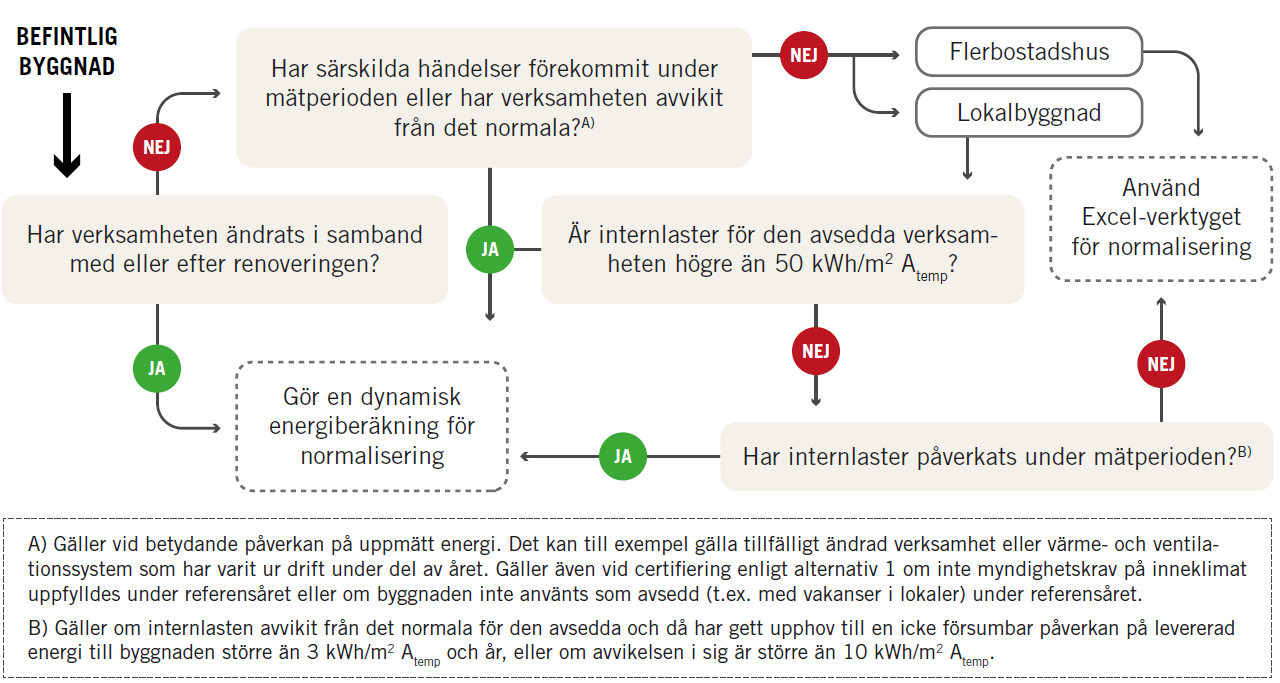 BEFINTLIG
BYGGNAD
Har särskilda händelser förekommit under
mätperioden eller har verksamheten avvikit
från det normala?A)
NEJ
Flerbostadshus
Lokalbyggnad
NEJ
Har verksamheten ändrats i samband
med eller efter renoveringen?
JA
Är internlaster för den avsedda verksam-
heten högre än 50 kWh/m² Atemp?
Använd
Excel-verktyget
för normalisering
NEJ
NEJ
JA
Gör en dynamisk
energiberäkning för
normalisering
JA
Har internlaster påverkats under mätperioden?B)
A) Gäller vid betydande påverkan på uppmätt energi. Det kan till exempel gälla tillfälligt ändrad verksamhet eller värme- och ventila-
tionssystem som har varit ur drift under del av året. Gäller även vid certifiering enligt alternativ 1 om inte myndighetskrav på inneklimat
uppfylldes under referensåret eller om byggnaden inte använts som avsedd (t.ex. med vakanser i lokaler) under referensåret.
B) Gäller om internlasten avvikit från det normala för den avsedda och då har gett upphov till en icke försumbar påverkan på levererad
energi till byggnaden större än 3 kWh/m² Atemp och år, eller om avvikelsen i sig är större än 10 kWh/m² Atemp.